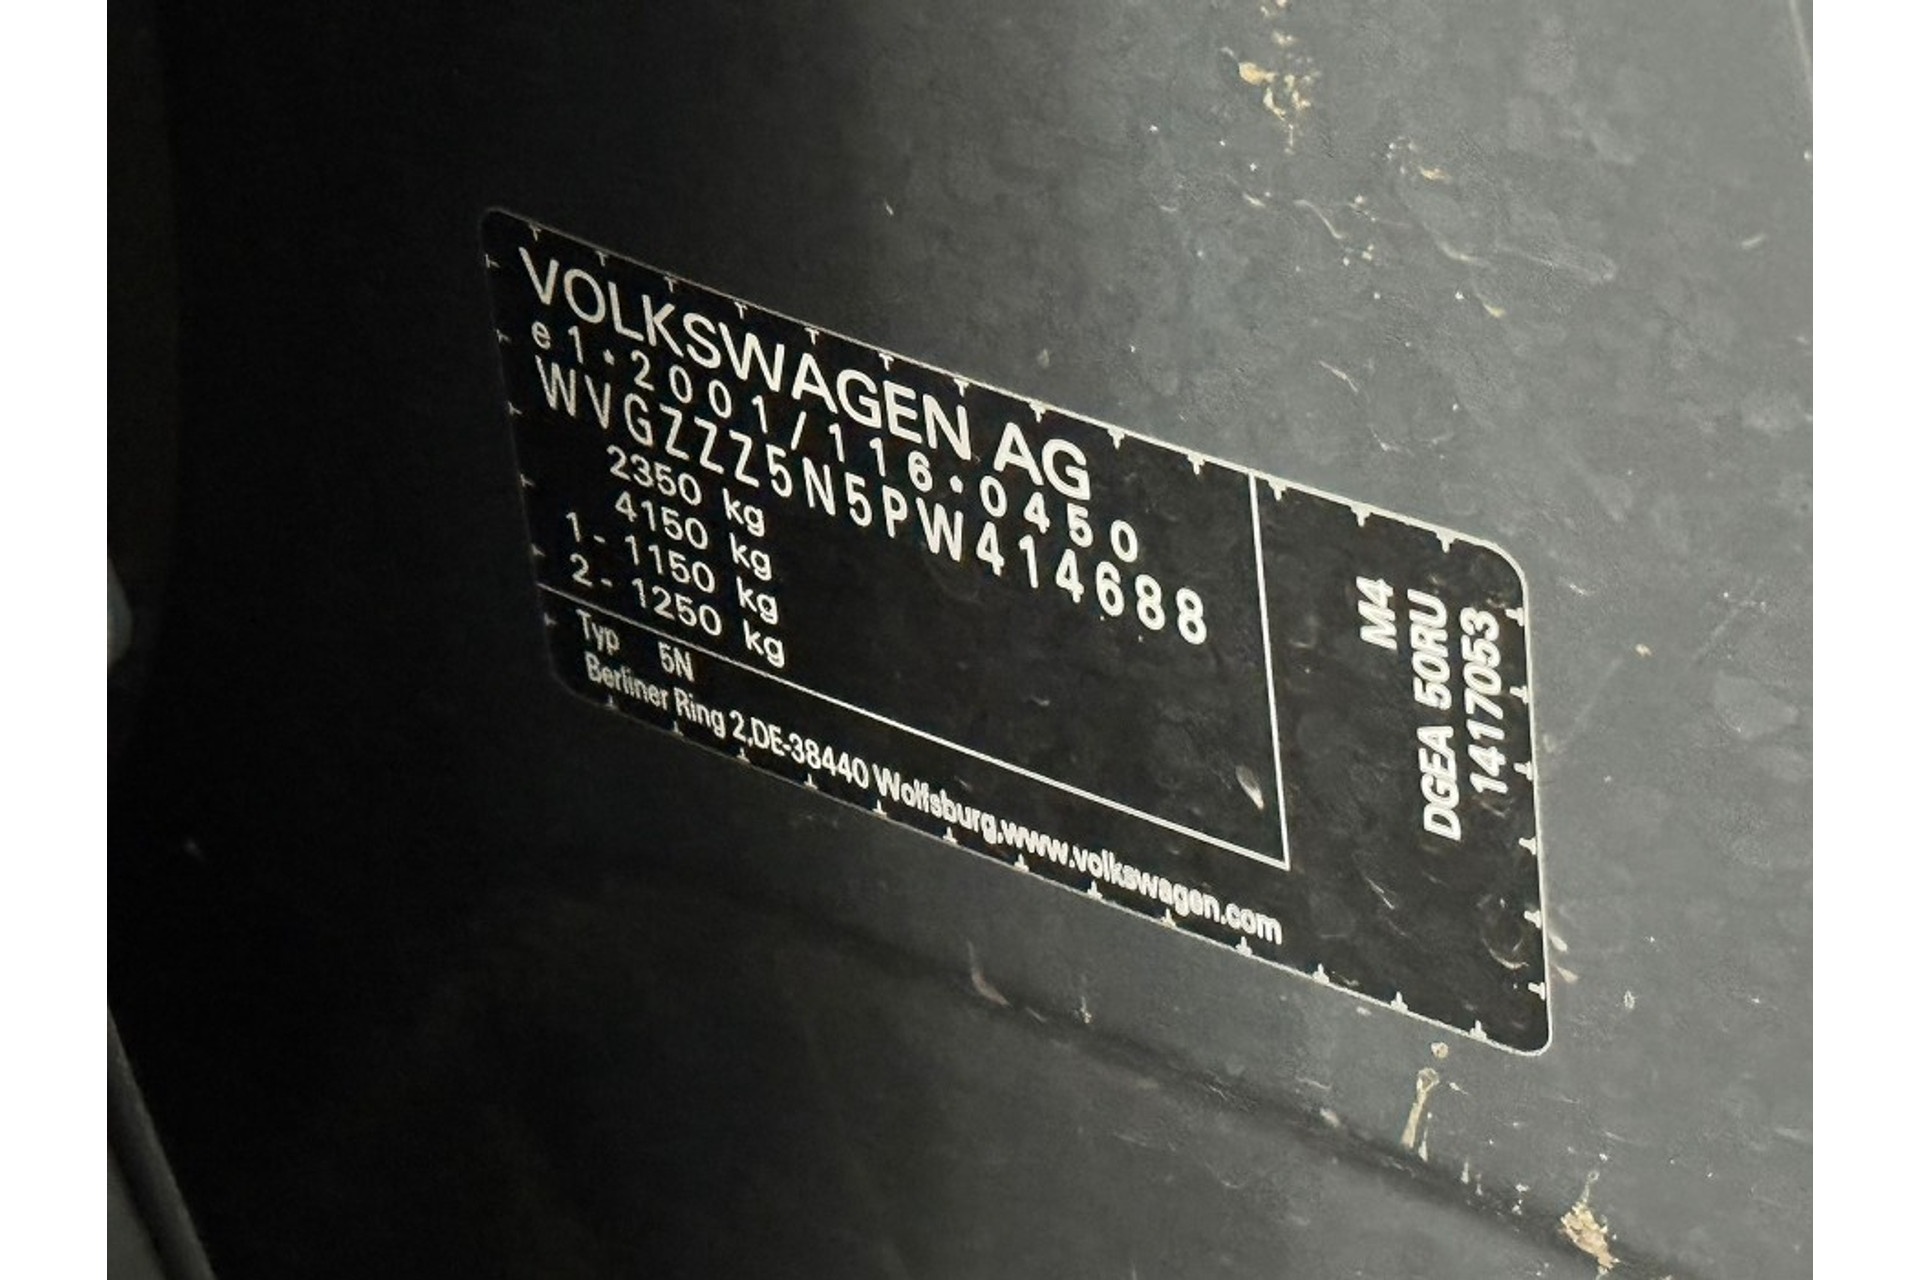 VOLKSWAGEN AG
e1*2001/116*0450
WVGZZZ5N5PW414688
2350 kg
4150 kg
1- 1150 kg
2- 1250 kg
Typ 5N
Berliner Ring 2,DE-38440 Wolfsburg,www.volkswagen.com
M4
DGEA 50RU
1417053